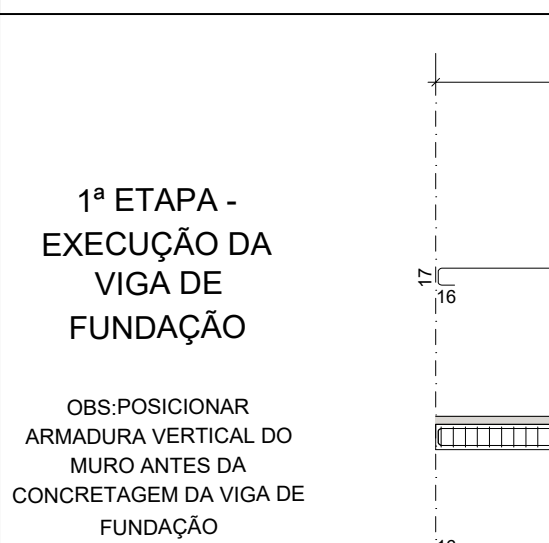 1ª ETAPA -
EXECUÇÃO DA
VIGA DE
FUNDAÇÃO
OBS:POSICIONAR
ARMADURA VERTICAL DO
MURO ANTES DA
CONCRETAGEM DA VIGA DE
FUNDAÇÃO
17
16